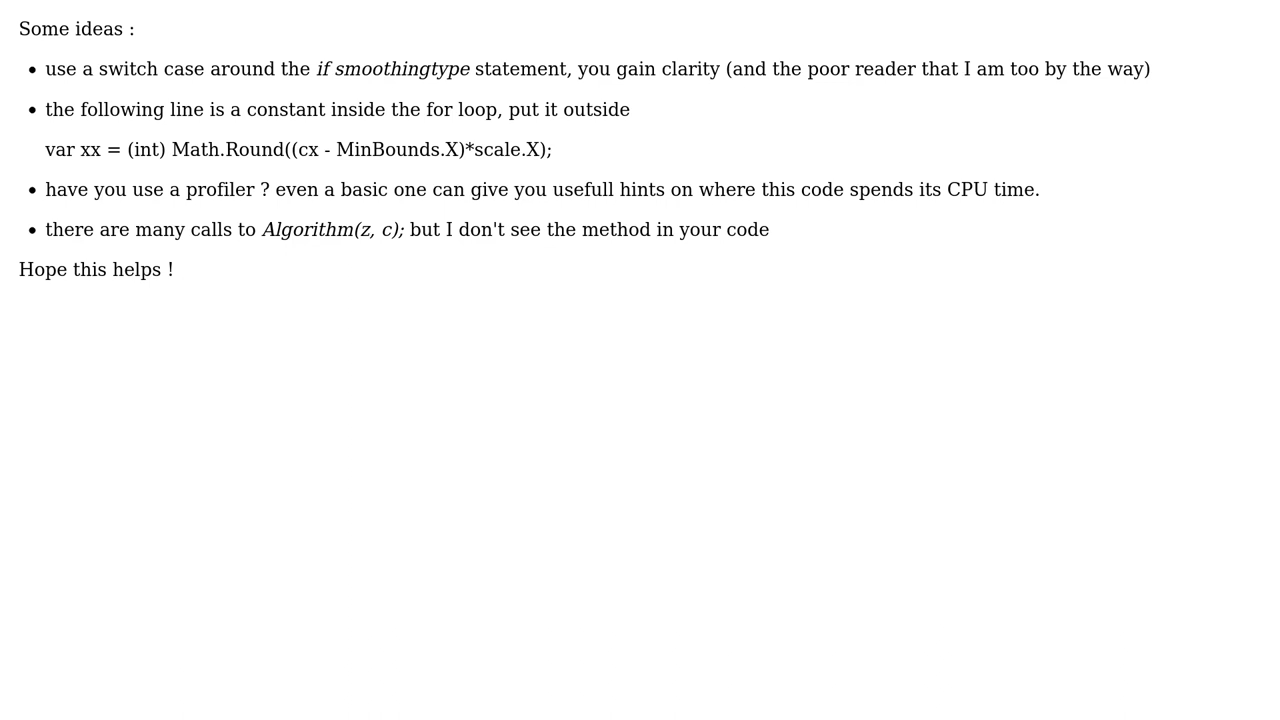 Some ideas :
• use a switch case around the if smoothingtype statement, you gain clarity (and the poor reader that I am too by the way)
• the following line is a constant inside the for loop, put it outside
var xx = (int) Math.Round((cx - MinBounds.X)*scale.X);
• have you use a profiler ? even a basic one can give you usefull hints on where this code spends its CPU time.
• there are many calls to Algorithm(z, c); but I don't see the method in your code
Hope this helps !